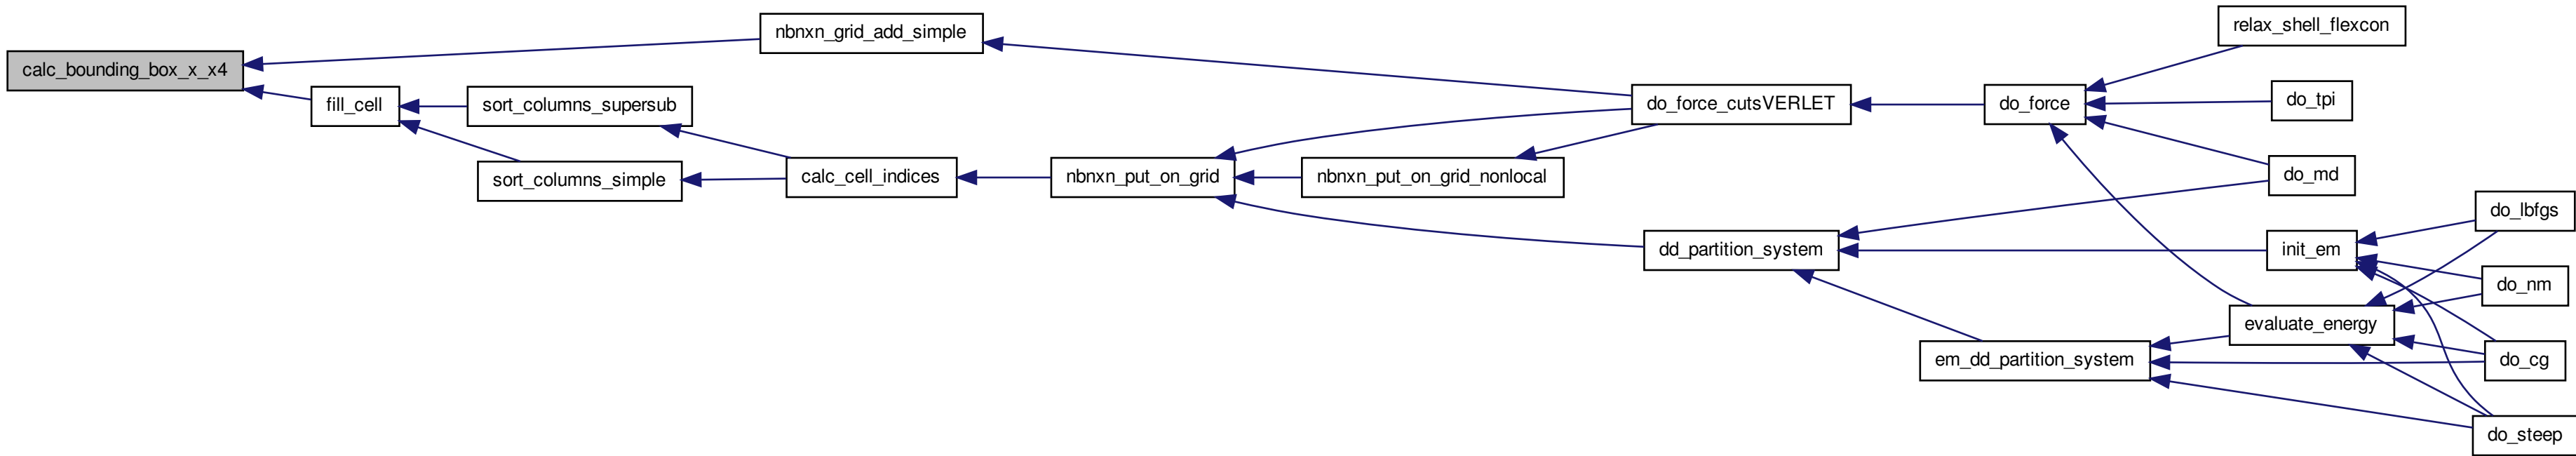 relax_shell_flexcon
nbnxn_grid_add_simple
calc_bounding_box_x_x4
fill_cell
sort_columns_supersub
do_force_cutsVERLET
do_force
do_tpi
sort_columns_simple
calc_cell_indices
nbnxn_put_on_grid
nbnxn_put_on_grid_nonlocal
do_md
do_lbfgs
dd_partition_system
init_em
do_nm
evaluate_energy
em_dd_partition_system
do_cg
do_steep